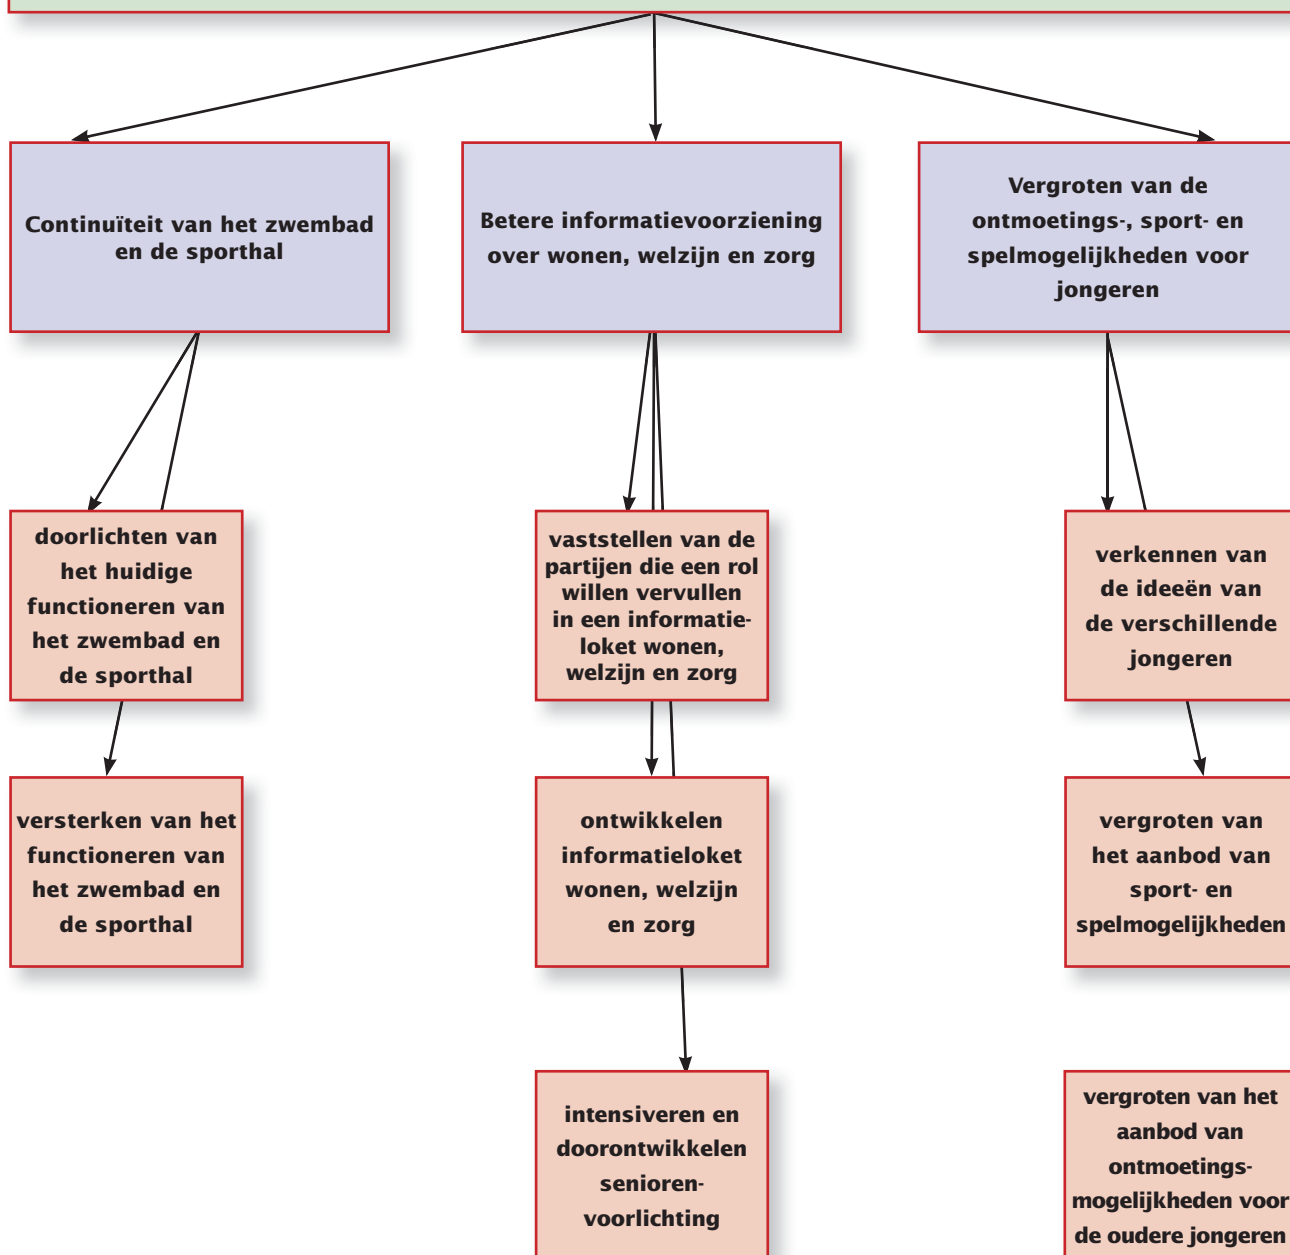 Continuïteit van het zwembad
en de sporthal
Betere informatievoorziening
over wonen, welzijn en zorg
Vergroten van de
ontmoetings-, sport- en
spelmogelijkheden voor
jongeren
doorlichten van
het huidige
functioneren van
het zwembad en
de sporthal
vaststellen van de
partijen die een rol
willen vervullen
in een informatie-
loket wonen,
welzijn en zorg
verkennen van
de ideeën van
de verschillende
jongeren
versterken van het
functioneren van
het zwembad en
de sporthal
ontwikkelen
informatieloket
wonen, welzijn
en zorg
vergroten van
het aanbod van
sport- en
spelmogelijkheden
intensiveren en
doorontwikkelen
senioren-
voorlichting
vergroten van het
aanbod van
ontmoetings-
mogelijkheden voor
de oudere jongeren